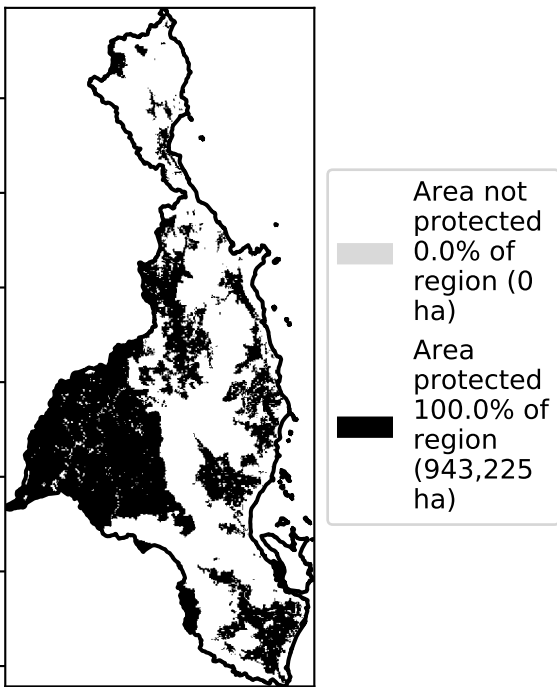 Area not
protected
0.0% of
region (0
ha)
Area
protected
100.0% of
region
(943,225
ha)